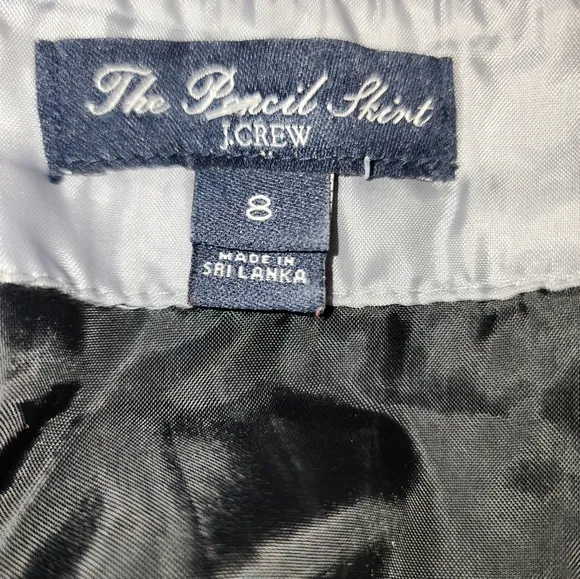 The Pencil Skirt
J.CREW
8
MADE IN
SRI LANKA